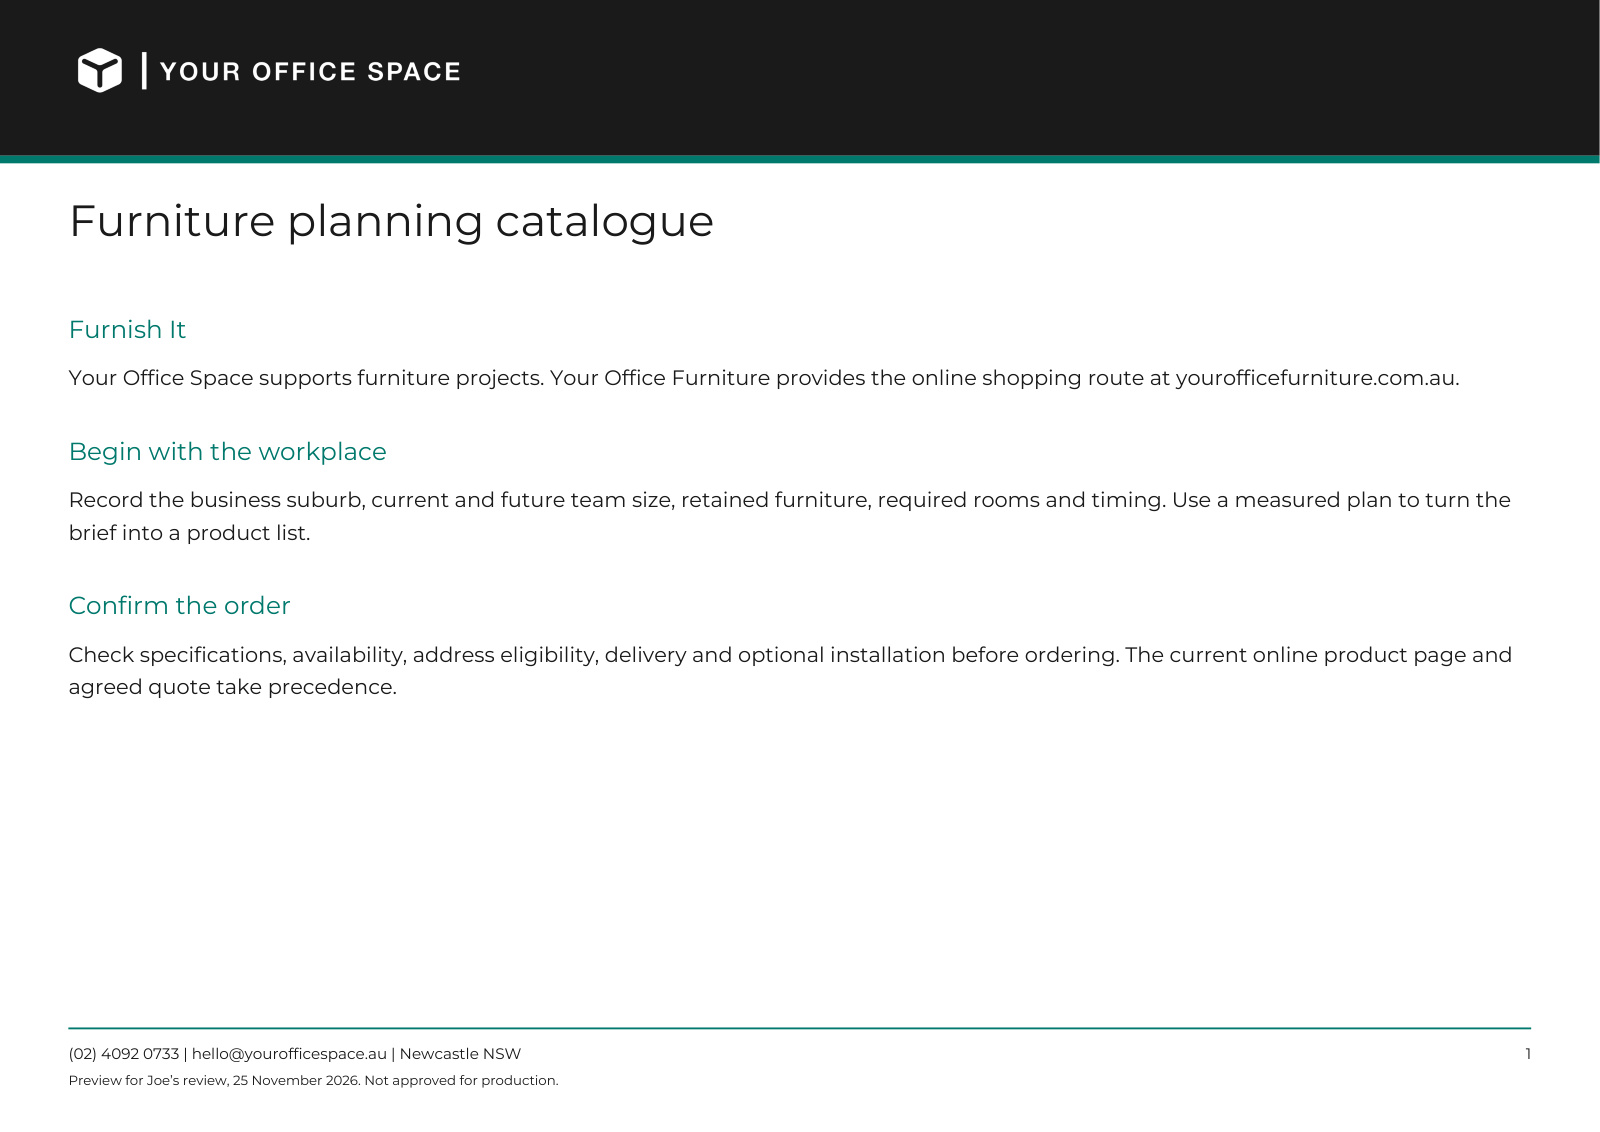 YOUR OFFICE SPACE
Furniture planning catalogue
Furnish It
Your Office Space supports furniture projects. Your Office Furniture provides the online shopping route at yourofficefurniture.com.au.
Begin with the workplace
Record the business suburb, current and future team size, retained furniture, required rooms and timing. Use a measured plan to turn the
brief into a product list.
Confirm the order
Check specifications, availability, address eligibility, delivery and optional installation before ordering. The current online product page and
agreed quote take precedence.
(02) 4092 0733 | hello@yourofficespace.au | Newcastle NSW
1
Preview for Joe’s review, 25 November 2026. Not approved for production.